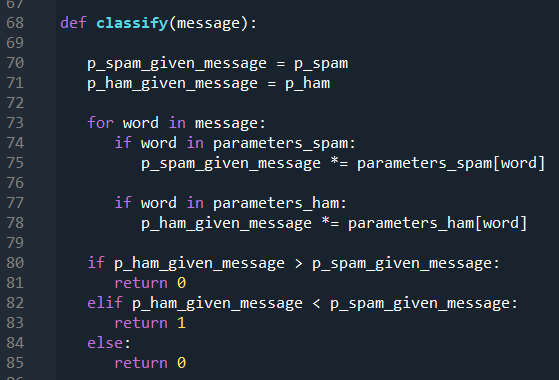 67
68 def classify(message):
69
70     p_spam_given_message = p_spam
71     p_ham_given_message = p_ham
72
73     for word in message:
74        if word in parameters_spam:
75           p_spam_given_message *= parameters_spam[word]
76
77        if word in parameters_ham:
78           p_ham_given_message *= parameters_ham[word]
79
80     if p_ham_given_message > p_spam_given_message:
81        return 0
82     elif p_ham_given_message < p_spam_given_message:
83        return 1
84     else:
85        return 0